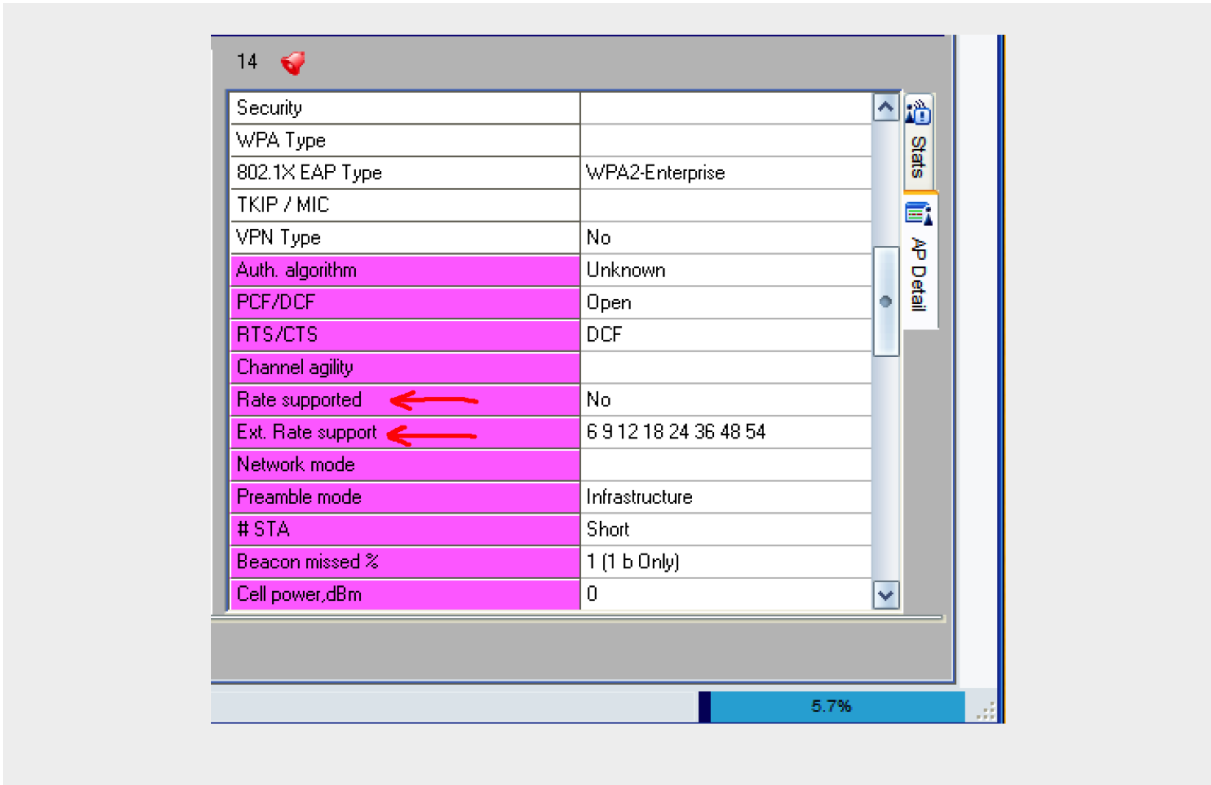 14
Security
WPA Type
802.1X EAP Type WPA2-Enterprise
TKIP / MIC
VPN Type No
Auth. algorithm Unknown
PCF/DCF Open
RTS/CTS DCF
Channel agility
Rate supported No
Ext. Rate support 6 9 12 18 24 36 48 54
Network mode
Preamble mode Infrastructure
# STA Short
Beacon missed % 1 (1 b Only)
Cell power,dBm 0
Stats
AP Detail
5.7%